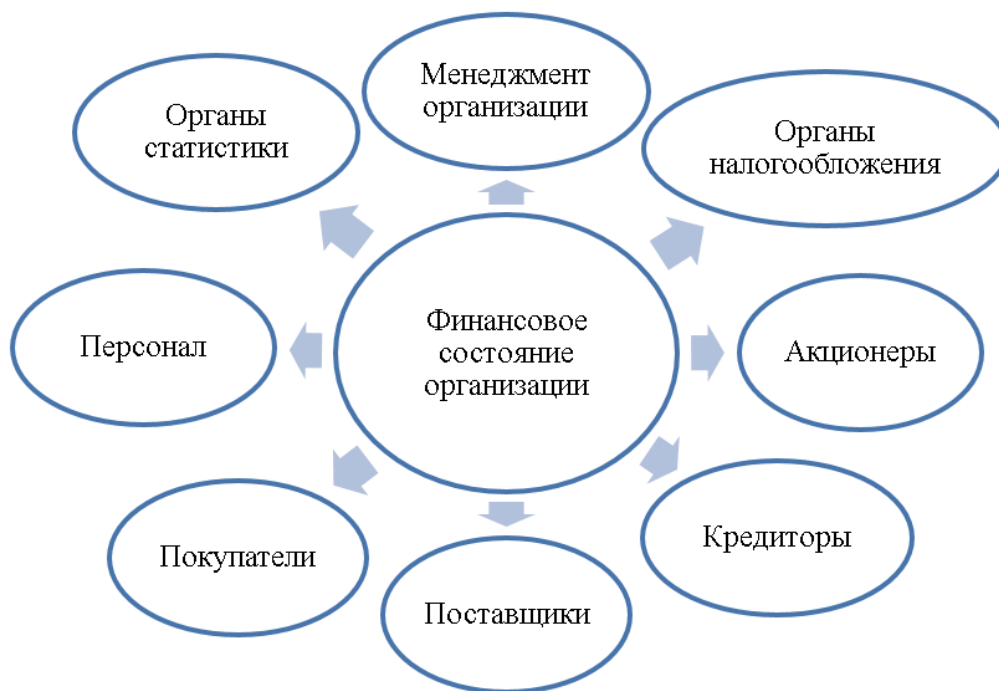 Менеджмент
организации
Органы
статистики
Органы
налогообложения
Персонал
Финансовое
состояние
организации
Акционеры
Покупатели
Кредиторы
Поставщики